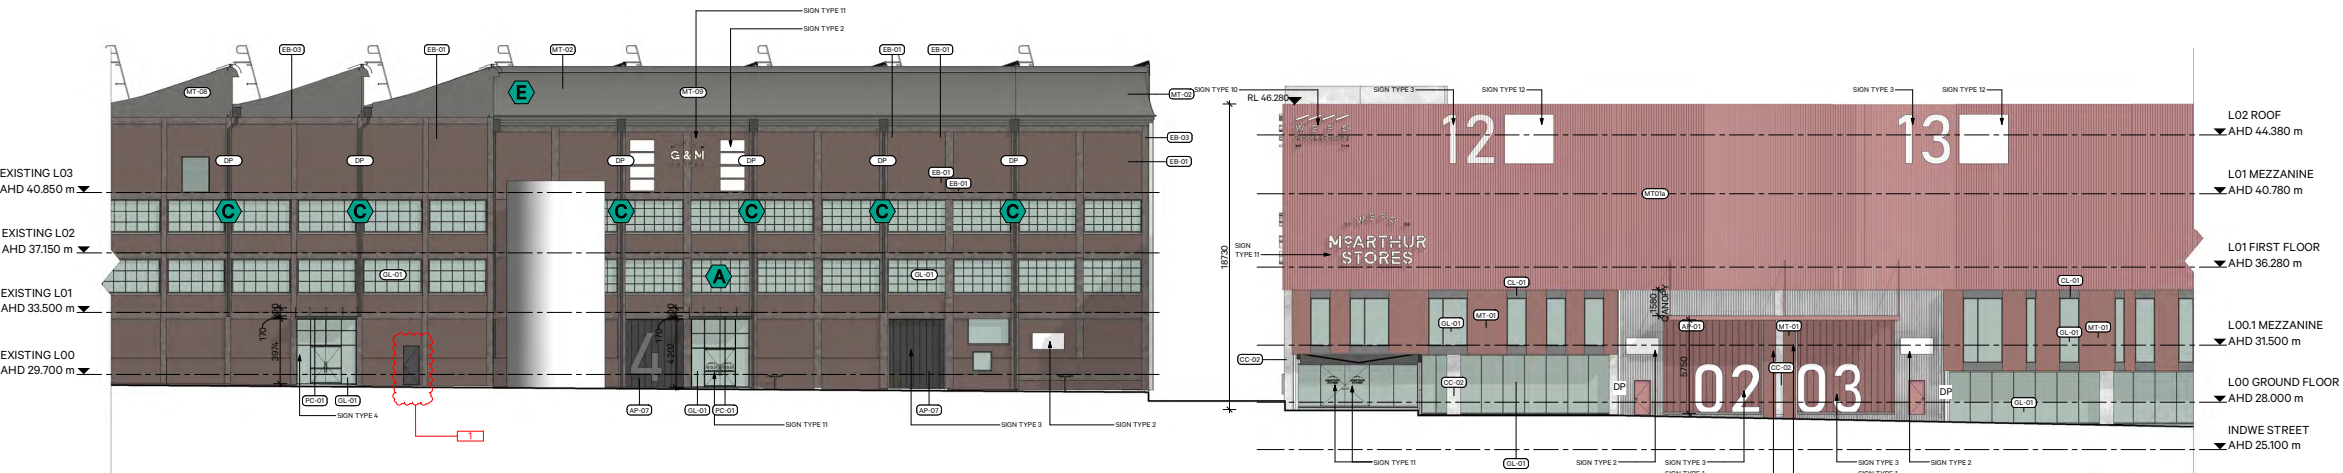 SIGN TYPE 11
SIGN TYPE 2
EB-03
EB-01
MT-02
EB-01
EB-01
MT-08
E
MT-09
MT-02
SIGN TYPE 10
RL 46.280
SIGN TYPE 3
SIGN TYPE 12
SIGN TYPE 3
SIGN TYPE 12
L02 ROOF
AHD 44.380 m
12
13
EB-03
DP
DP
DP
G & M
DP
DP
DP
EB-01
EB-01
EB-01
EXISTING L03
AHD 40.850 m
L01 MEZZANINE
AHD 40.780 m
MT01a
C
C
C
C
C
C
EXISTING L02
AHD 37.150 m
WSFD
McARTHUR
STORES
SIGN
TYPE 11
18730
L01 FIRST FLOOR
AHD 36.280 m
GL-01
A
GL-01
CL-01
CL-01
EXISTING L01
AHD 33.500 m
1580
CANOPY
GL-01
MT-01
AP-01
MT-01
GL-01
MT-01
L00.1 MEZZANINE
AHD 31.500 m
170
3974
4
170
4202
EXISTING L00
AHD 29.700 m
CC-02
CC-02
5750
CC-02
02
03
DP
DP
L00 GROUND FLOOR
AHD 28.000 m
PC-01
GL-01
SIGN TYPE 4
AP-07
GL-01
PC-01
AP-07
GL-01
1
SIGN TYPE 11
SIGN TYPE 3
SIGN TYPE 2
INDWE STREET
AHD 25.100 m
SIGN TYPE 11
GL-01
SIGN TYPE 2
SIGN TYPE 3
SIGN TYPE 3
SIGN TYPE 2